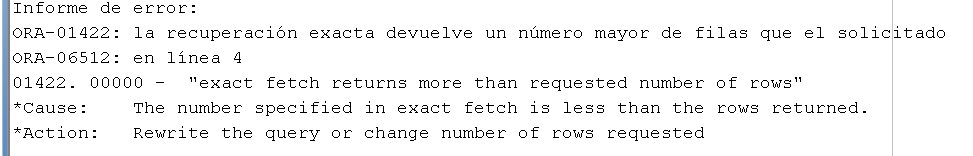 Informe de error:
ORA-01422: la recuperación exacta devuelve un número mayor de filas que el solicitado
ORA-06512: en línea 4
01422. 00000 -  "exact fetch returns more than requested number of rows"
*Cause:    The number specified in exact fetch is less than the rows returned.
*Action:   Rewrite the query or change number of rows requested